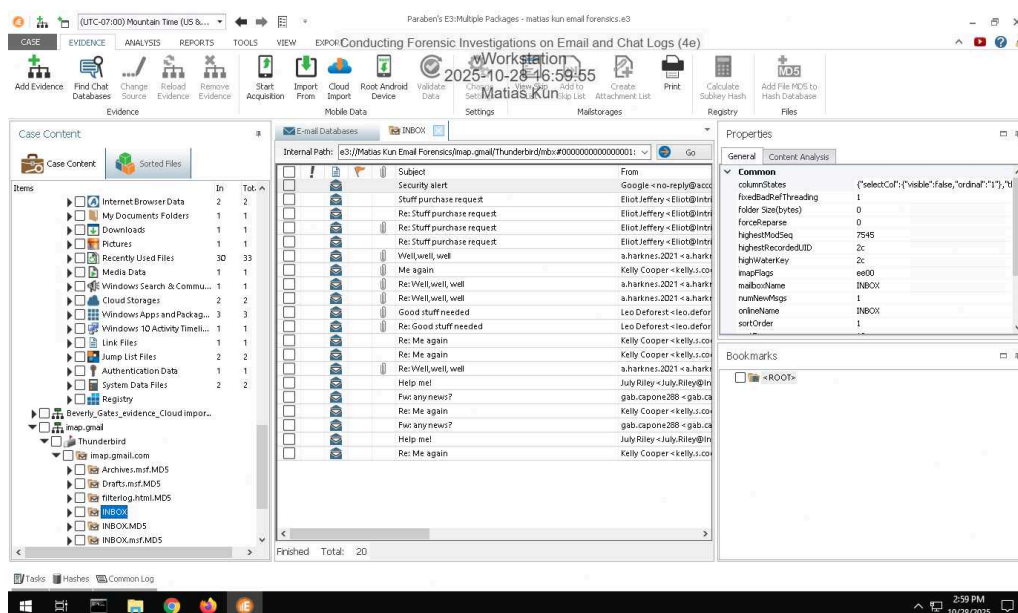 (UTC-07:00) Mountain Time (US &...
Paraben's E3:Multiple Packages - matias kun email forensics.e3
CASE EVIDENCE ANALYSIS REPORTS TOOLS VIEW EXPOR
Conducting Forensic Investigations on Email and Chat Logs (4e)
vWorkstation
2025-10-28 16:59:55
Matias Kun
Add Evidence
Find Chat Databases
Change Source
Reload Evidence
Remove Evidence
Start Acquisition
Import From
Cloud Import
Root Android Device
Validate Data
Create Attachment List
Print
Calculate Subkey Hash
Add File MD5 to Hash Database
Evidence Mobile Data Settings Mailstorages Registry Files
Case Content
Case Content Sorted Files
Items In Tot.
Internet Browser Data 2 2
My Documents Folders 1 1
Downloads 1 1
Pictures 1 1
Recently Used Files 30 33
Media Data 1 1
Windows Search & Commu... 1 1
Cloud Storages 2 2
Windows Apps and Packag... 3 3
Windows 10 Activity Timeli... 1 1
Link Files 1 1
Jump List Files 2 2
Authentication Data 1 1
System Data Files 2 2
Registry
Beverly_Gates_evidence_Cloud impor...
imap.gmail
Thunderbird
imap.gmail.com
Archives.msf.MD5
Drafts.msf.MD5
filterlog.html.MD5
INBOX
INBOX.MD5
INBOX.msf.MD5
E-mail Databases INBOX
Internal Path: e3://Matias Kun Email Forensics/imap.gmail/Thunderbird/mbx#0000000000000001: Go
Subject From
Security alert Google <no-reply@acco
Stuff purchase request Eliot Jeffery <Eliot@Intri
Re: Stuff purchase request Eliot Jeffery <Eliot@Intri
Re: Stuff purchase request Eliot Jeffery <Eliot@Intri
Re: Stuff purchase request Eliot Jeffery <Eliot@Intri
Well,well, well a.harknes.2021 <a.harkr
Me again Kelly Cooper <kelly.s.co
Re: Well,well, well a.harknes.2021 <a.harkr
Re: Well,well, well a.harknes.2021 <a.harkr
Good stuff needed Leo Deforest <leo.defor
Re: Good stuff needed Leo Deforest <leo.defor
Re: Me again Kelly Cooper <kelly.s.co
Re: Me again Kelly Cooper <kelly.s.co
Re: Well,well, well a.harknes.2021 <a.harkr
Help me! July Riley <July.Riley@In
Fw: any news? gab.capone288 <gab.ca
Re: Me again Kelly Cooper <kelly.s.co
Fw: any news? gab.capone288 <gab.ca
Help me! July Riley <July.Riley@In
Re: Me again Kelly Cooper <kelly.s.co
Finished Total: 20
Properties
General Content Analysis
Common
columnStates {"selectCol":{"visible":false,"ordinal":"1"},"tl
fixedBadRefThreading 1
folder Size(bytes) 0
forceReparse 0
highestModSeq 7545
highestRecordedUID 2c
highWaterKey 2c
imapFlags ee00
mailboxName INBOX
numNewMsgs 1
onlineName INBOX
sortOrder 1
Bookmarks
<ROOT>
Tasks Hashes Common Log
2:59 PM
10/28/2025